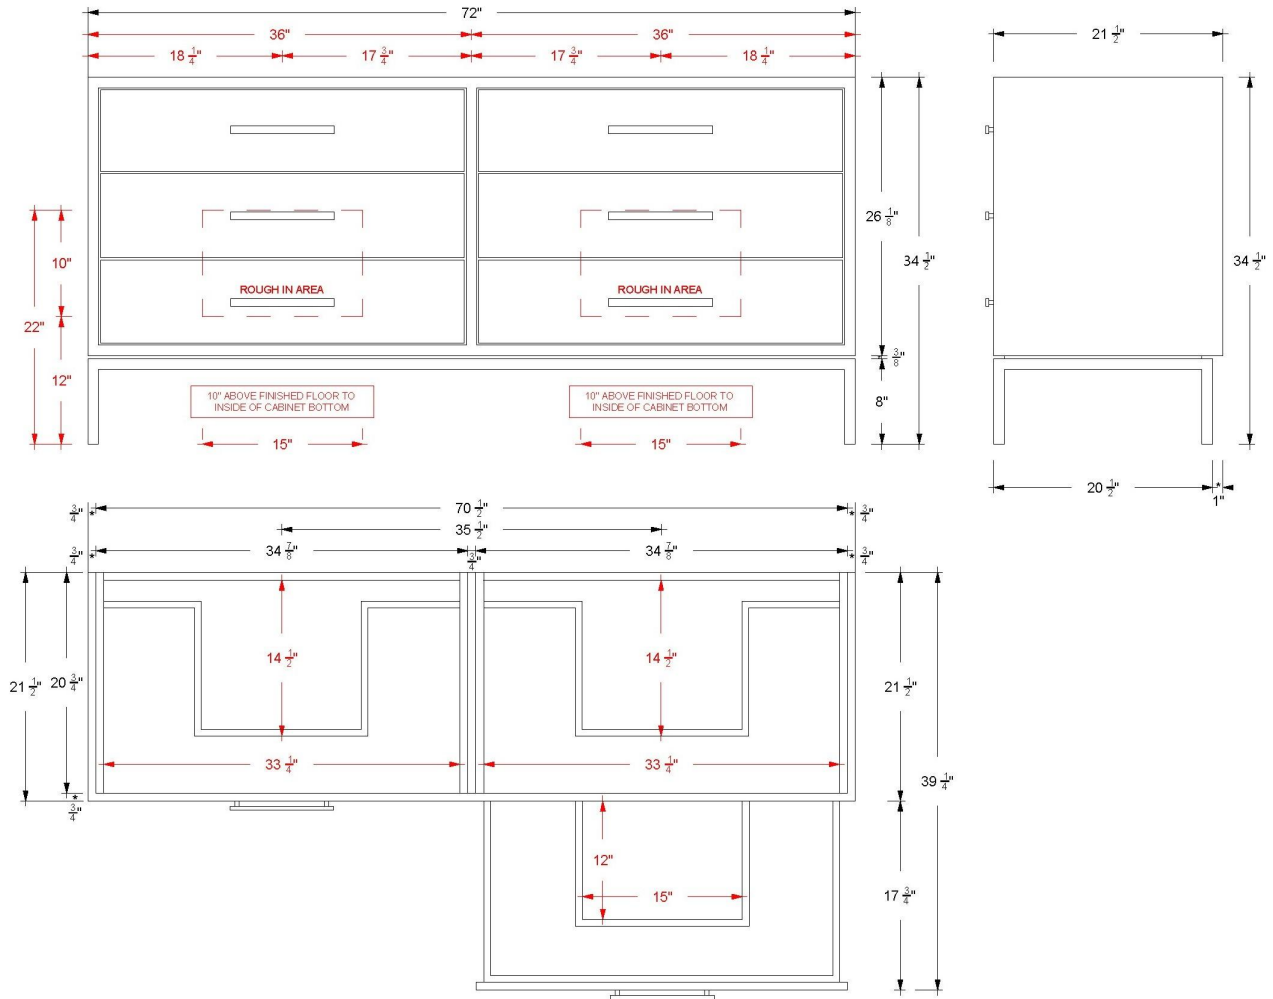 72"
36" 36"
18 1/4" 17 3/4" 17 3/4" 18 1/4"
21 1/2"
26 1/8"
34 1/2"
34 1/2"
10"
22"
12"
ROUGH IN AREA ROUGH IN AREA
3/8"
8"
10" ABOVE FINISHED FLOOR TO
INSIDE OF CABINET BOTTOM
10" ABOVE FINISHED FLOOR TO
INSIDE OF CABINET BOTTOM
15" 15"
20 1/2" *
1"
3/4" * 70 1/2" * 3/4"
35 1/2"
3/4" * 34 7/8" 3/4" 34 7/8" * 3/4"
14 1/2" 14 1/2"
21 1/2" 20 3/4" 21 1/2"
33 1/4" 33 1/4"
39 1/4"
*
3/4"
12"
15"
17 3/4"